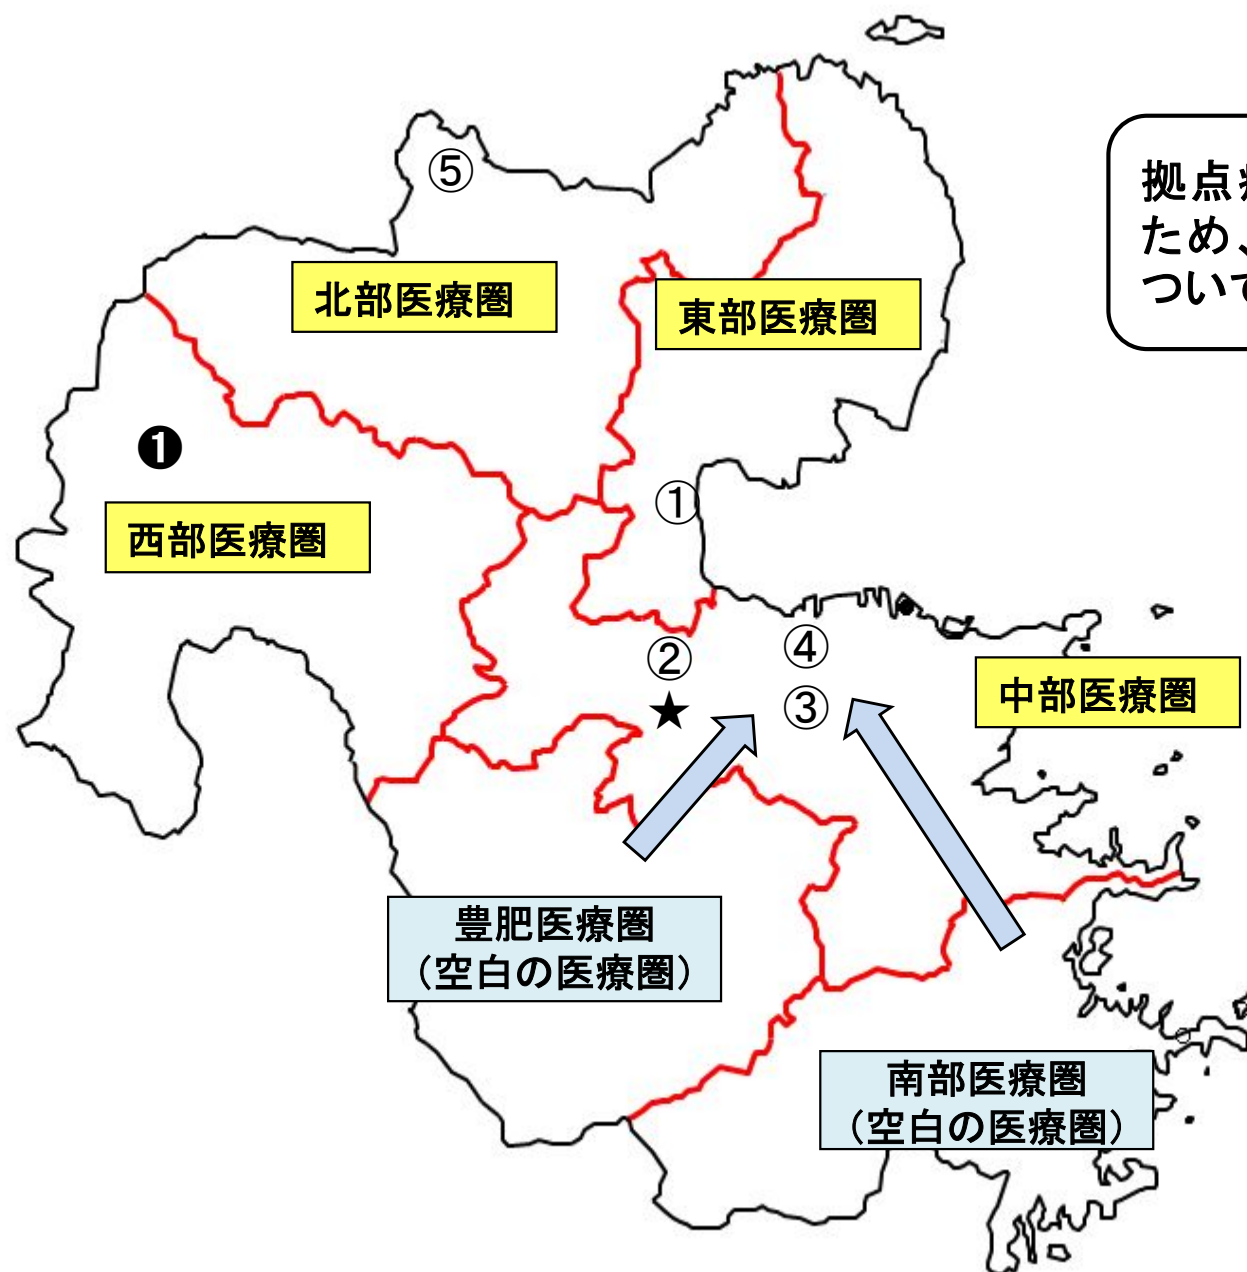 ⑤
拠点
ため、
ついて
北部医療圏
東部医療圏
❶
①
西部医療圏
②
④
★
③
中部医療圏
豊肥医療圏
（空白の医療圏）
南部医療圏
（空白の医療圏）